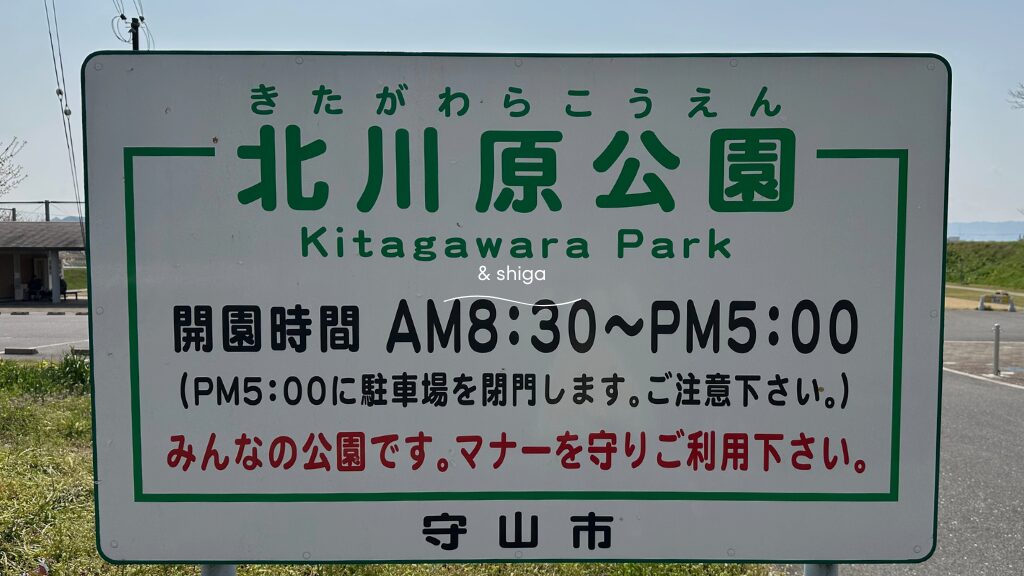 きたがわらこうえん
北川原公園
Kitagawara Park
& shiga
開園時間 AM8:30～PM5:00
(PM5:00に駐車場を閉門します。ご注意下さい。)
みんなの公園です。マナーを守りご利用下さい。
守山市